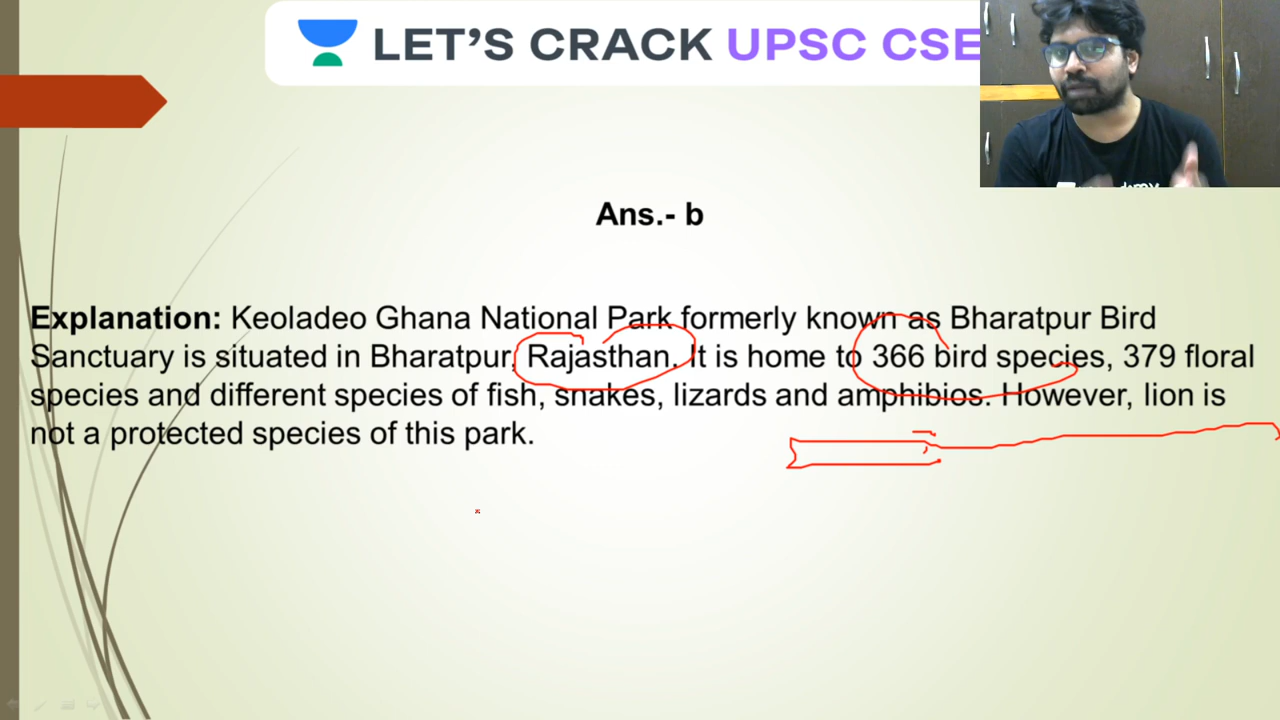 LET'S CRACK UPSC CSE
Ans.- b
Explanation: Keoladeo Ghana National Park formerly known as Bharatpur Bird
Sanctuary is situated in Bharatpur, Rajasthan. It is home to 366 bird species, 379 floral
species and different species of fish, snakes, lizards and amphibios. However, lion is
not a protected species of this park.